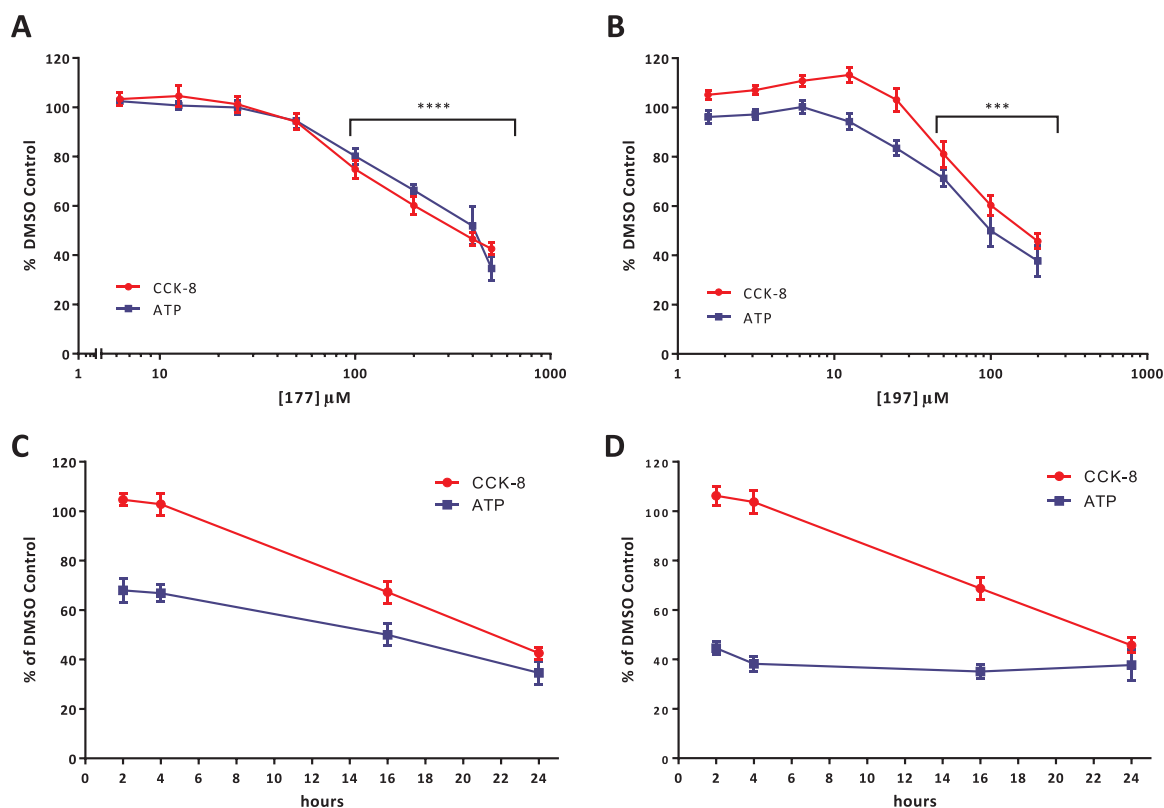 A
120
100
80
60
40
20
0
% DMSO Control
****
CCK-8
ATP
1 10 100 1000
[177] μM
B
120
100
80
60
40
20
0
% DMSO Control
***
CCK-8
ATP
1 10 100 1000
[197] μM
C
120
100
80
60
40
20
0
% of DMSO Control
CCK-8
ATP
0 2 4 6 8 10 12 14 16 18 20 22 24
hours
D
120
100
80
60
40
20
0
% of DMSO Control
CCK-8
ATP
0 2 4 6 8 10 12 14 16 18 20 22 24
hours